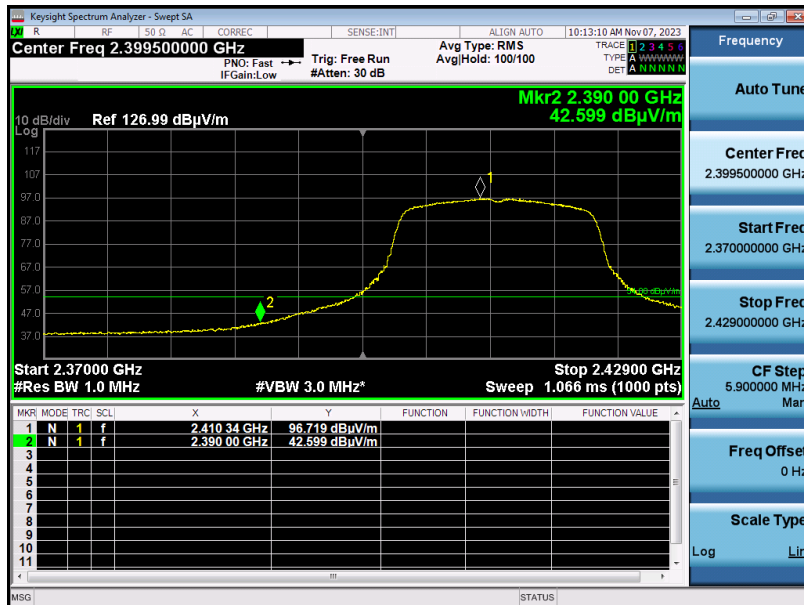 Keysight Spectrum Analyzer - Swept SA
LXI R RF 50 Ω AC CORREC SENSE:INT ALIGN AUTO 10:13:10 AM Nov 07, 2023
Center Freq 2.399500000 GHz
PNO: Fast
IFGain:Low
Trig: Free Run
#Atten: 30 dB
Avg Type: RMS
Avg|Hold: 100/100
TRACE 1 2 3 4 5 6
TYPE A WWWWW
DET A N N N N N
Mkr2 2.390 00 GHz
42.599 dBµV/m
10 dB/div Ref 126.99 dBµV/m
Log
117
107
97.0
87.0
77.0
67.0
57.0
47.0
37.0
1
2
Start 2.37000 GHz Stop 2.42900 GHz
#Res BW 1.0 MHz #VBW 3.0 MHz* Sweep 1.066 ms (1000 pts)
MKR MODE TRC SCL X Y FUNCTION FUNCTION WIDTH FUNCTION VALUE
1 N 1 f 2.410 34 GHz 96.719 dBµV/m
2 N 1 f 2.390 00 GHz 42.599 dBµV/m
3
4
5
6
7
8
9
10
11
MSG STATUS
Frequency
Auto Tune
Center Freq
2.399500000 GHz
Start Freq
2.370000000 GHz
Stop Freq
2.429000000 GHz
CF Step
5.900000 MHz
Auto Man
Freq Offset
0 Hz
Scale Type
Log Lin